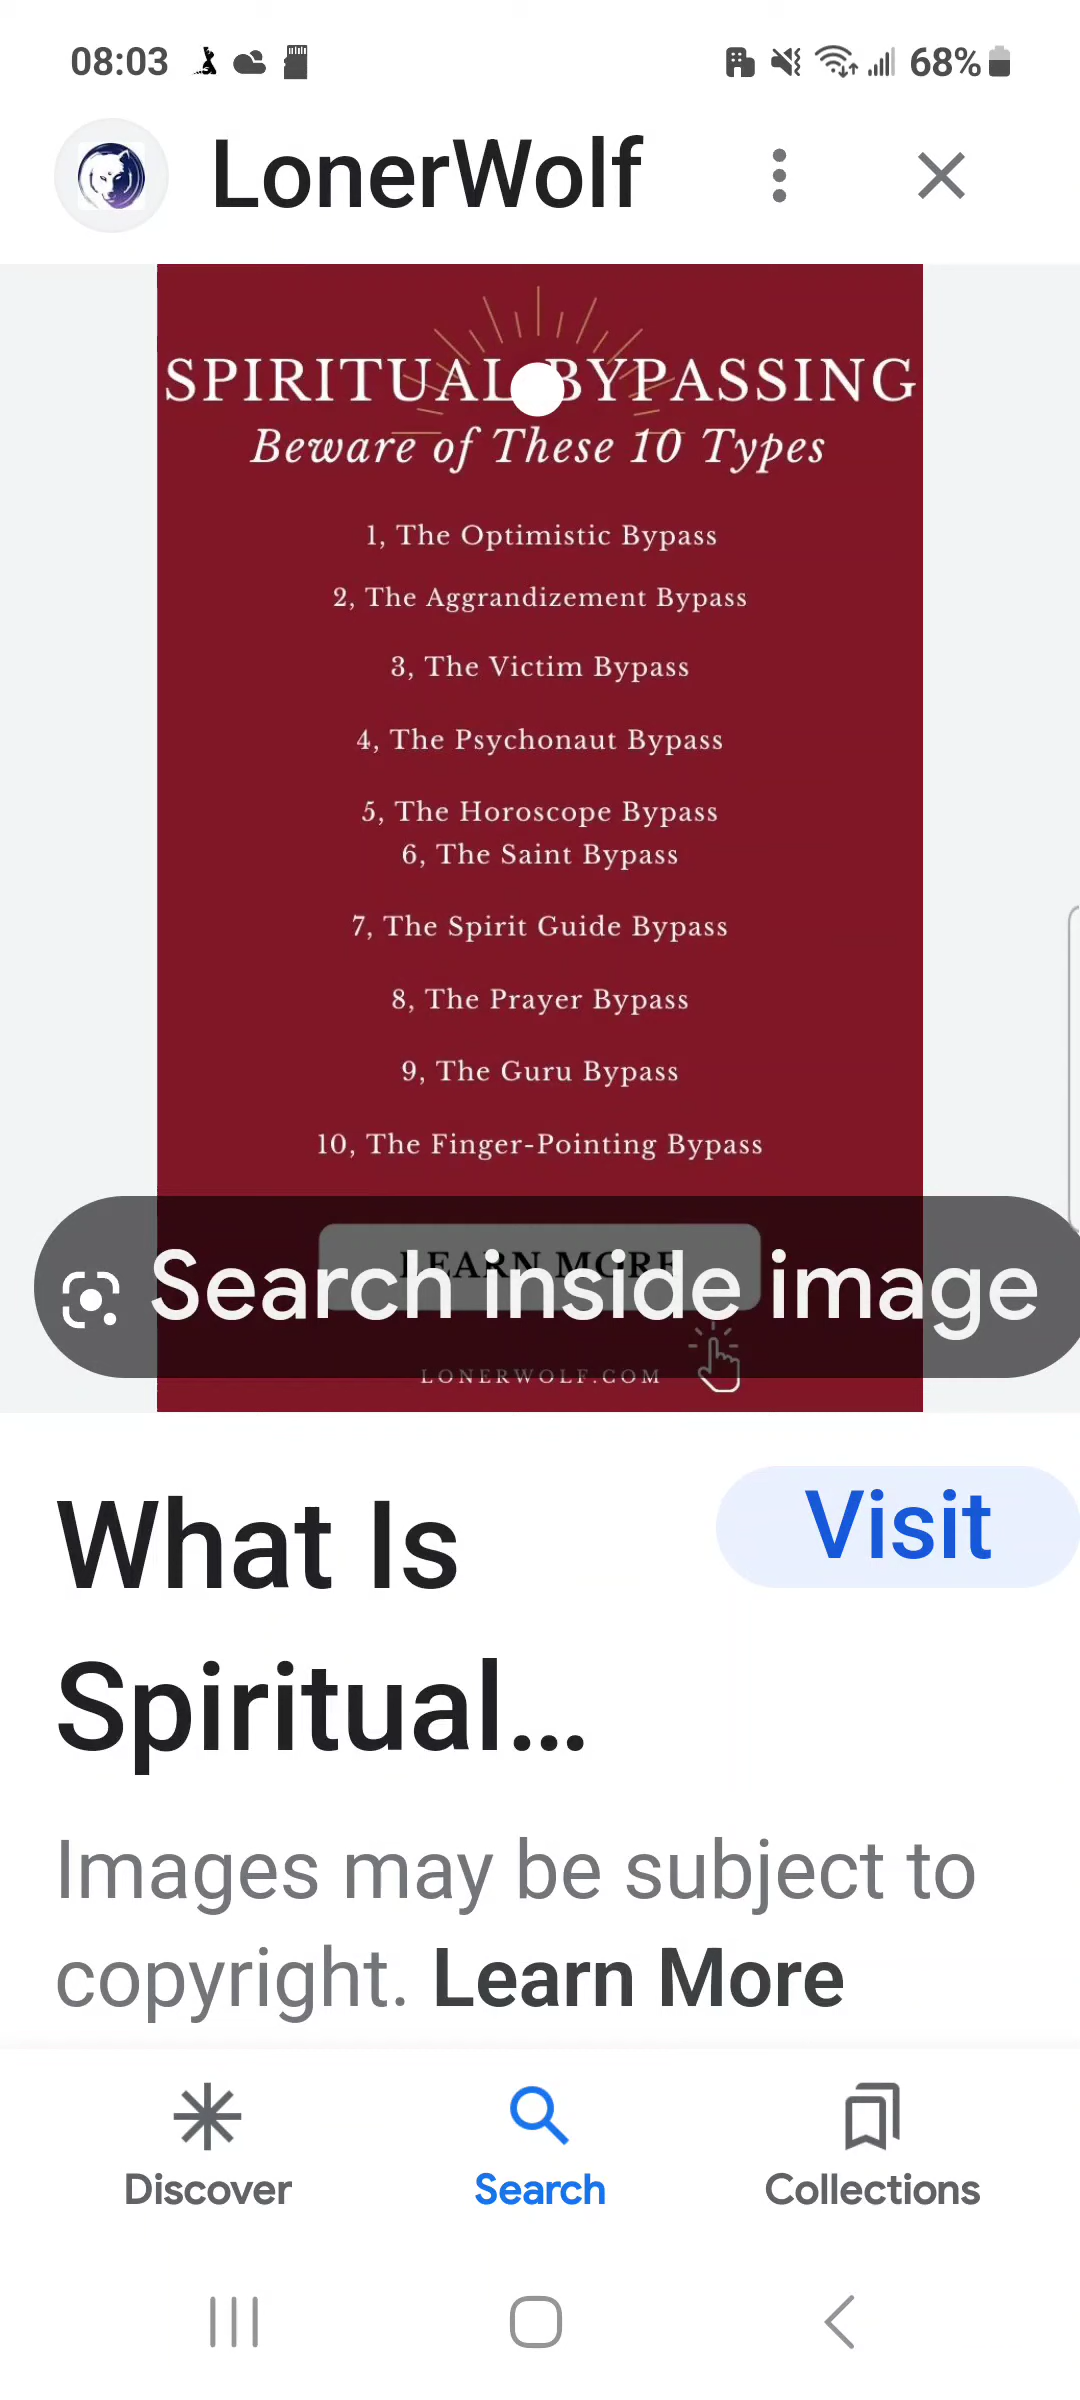 08:03
68%
LonerWolf
SPIRITUAL BYPASSING
Beware of These 10 Types
1, The Optimistic Bypass
2, The Aggrandizement Bypass
3, The Victim Bypass
4, The Psychonaut Bypass
5, The Horoscope Bypass
6, The Saint Bypass
7, The Spirit Guide Bypass
8, The Prayer Bypass
9, The Guru Bypass
10, The Finger-Pointing Bypass
LEARN MORE
Search inside image
LONERWOLF.COM
What Is
Visit
Spiritual...
Images may be subject to
copyright. Learn More
Discover
Search
Collections